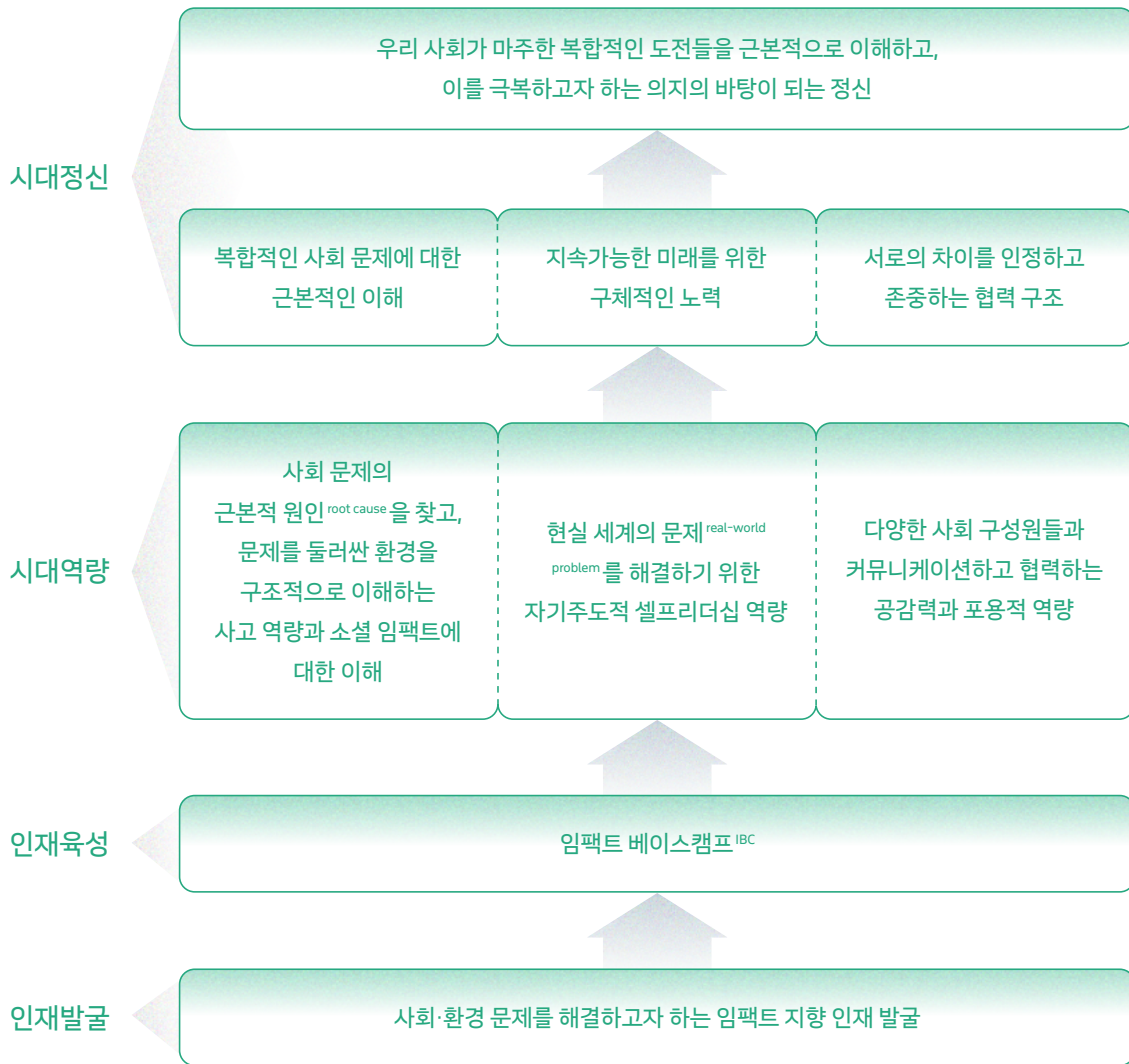 우리 사회가 마주한 복합적인 도전들을 근본적으로 이해하고,
이를 극복하고자 하는 의지의 바탕이 되는 정신
시대정신
복합적인 사회 문제에 대한
근본적인 이해
지속가능한 미래를 위한
구체적인 노력
서로의 차이를 인정하고
존중하는 협력 구조
시대역량
사회 문제의
근본적 원인 root cause 을 찾고,
문제를 둘러싼 환경을
구조적으로 이해하는
사고 역량과 소셜 임팩트에
대한 이해
현실 세계의 문제 real-world
problem 를 해결하기 위한
자기주도적 셀프리더십 역량
다양한 사회 구성원들과
커뮤니케이션하고 협력하는
공감력과 포용적 역량
인재육성
임팩트 베이스캠프 IBC
인재발굴
사회·환경 문제를 해결하고자 하는 임팩트 지향 인재 발굴